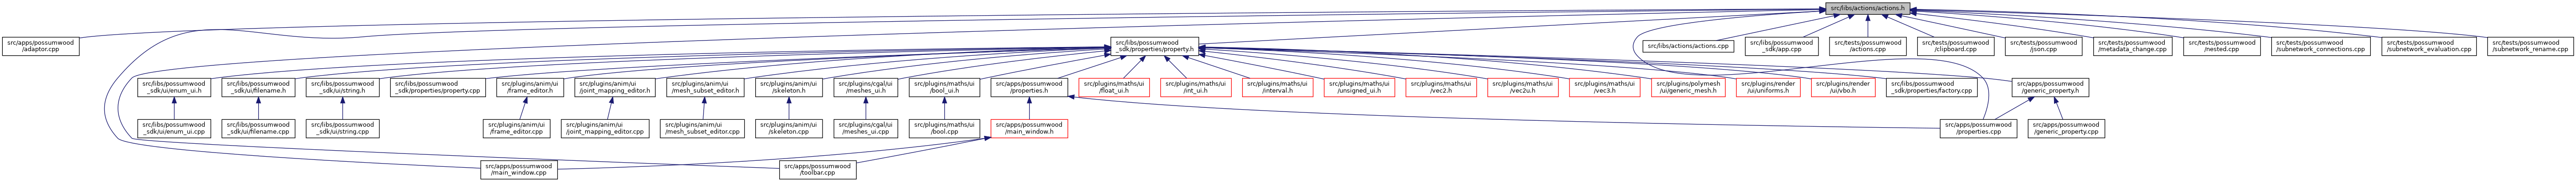 src/libs/actions/actions.h
src/apps/possumwood
/adaptor.cpp
src/libs/possumwood
_sdk/properties/property.h
src/libs/actions/actions.cpp
src/libs/possumwood
_sdk/app.cpp
src/tests/possumwood
/actions.cpp
src/tests/possumwood
/clipboard.cpp
src/tests/possumwood
/json.cpp
src/tests/possumwood
/metadata_change.cpp
src/tests/possumwood
/nested.cpp
src/tests/possumwood
/subnetwork_connections.cpp
src/tests/possumwood
/subnetwork_evaluation.cpp
src/tests/possumwood
/subnetwork_rename.cpp
src/libs/possumwood
_sdk/ui/enum_ui.h
src/libs/possumwood
_sdk/ui/filename.h
src/libs/possumwood
_sdk/ui/string.h
src/libs/possumwood
_sdk/properties/property.cpp
src/plugins/anim/ui
/frame_editor.h
src/plugins/anim/ui
/joint_mapping_editor.h
src/plugins/anim/ui
/mesh_subset_editor.h
src/plugins/anim/ui
/skeleton.h
src/plugins/cgal/ui
/meshes_ui.h
src/plugins/maths/ui
/bool_ui.h
src/apps/possumwood
/properties.h
src/plugins/maths/ui
/float_ui.h
src/plugins/maths/ui
/int_ui.h
src/plugins/maths/ui
/interval.h
src/plugins/maths/ui
/unsigned_ui.h
src/plugins/maths/ui
/vec2.h
src/plugins/maths/ui
/vec2u.h
src/plugins/maths/ui
/vec3.h
src/plugins/polymesh
/ui/generic_mesh.h
src/plugins/render
/ui/uniforms.h
src/plugins/render
/ui/vbo.h
src/libs/possumwood
_sdk/properties/factory.cpp
src/apps/possumwood
/generic_property.h
src/libs/possumwood
_sdk/ui/enum_ui.cpp
src/libs/possumwood
_sdk/ui/filename.cpp
src/libs/possumwood
_sdk/ui/string.cpp
src/plugins/anim/ui
/frame_editor.cpp
src/plugins/anim/ui
/joint_mapping_editor.cpp
src/plugins/anim/ui
/mesh_subset_editor.cpp
src/plugins/anim/ui
/skeleton.cpp
src/plugins/cgal/ui
/meshes_ui.cpp
src/plugins/maths/ui
/bool.cpp
src/apps/possumwood
/main_window.h
src/apps/possumwood
/properties.cpp
src/apps/possumwood
/generic_property.cpp
src/apps/possumwood
/main_window.cpp
src/apps/possumwood
/toolbar.cpp